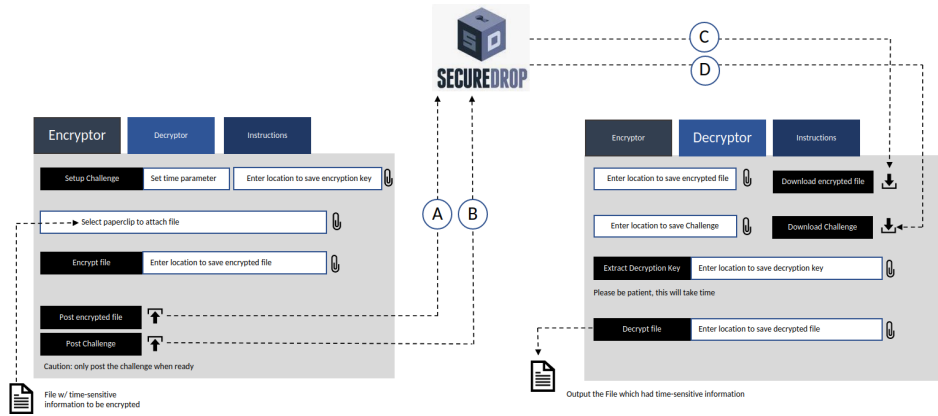 SD
SECUREDROP
C
D
A
B
Encryptor
Decryptor
Instructions
Setup Challenge
Set time parameter
Enter location to save encryption key
Select paperclip to attach file
Encrypt file
Enter location to save encrypted file
Post encrypted file
Post Challenge
Caution: only post the challenge when ready
File w/ time-sensitive
information to be encrypted
Encryptor
Decryptor
Instructions
Enter location to save encrypted file
Download encrypted file
Enter location to save Challenge
Download Challenge
Extract Decryption Key
Enter location to save decryption key
Please be patient, this will take time
Decrypt file
Enter location to save decrypted file
Output the File which had time-sensitive information